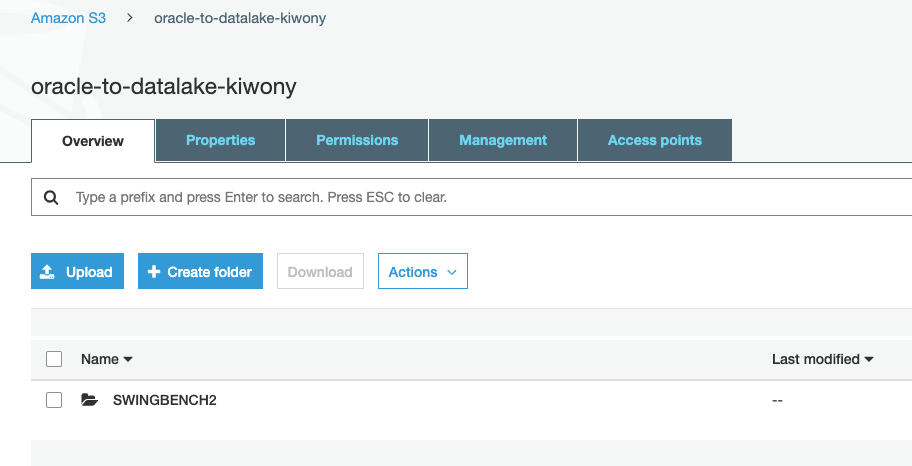 Amazon S3 > oracle-to-datalake-kiwony
oracle-to-datalake-kiwony
Overview Properties Permissions Management Access points
Type a prefix and press Enter to search. Press ESC to clear.
Upload + Create folder Download Actions
Name Last modified
SWINGBENCH2 --